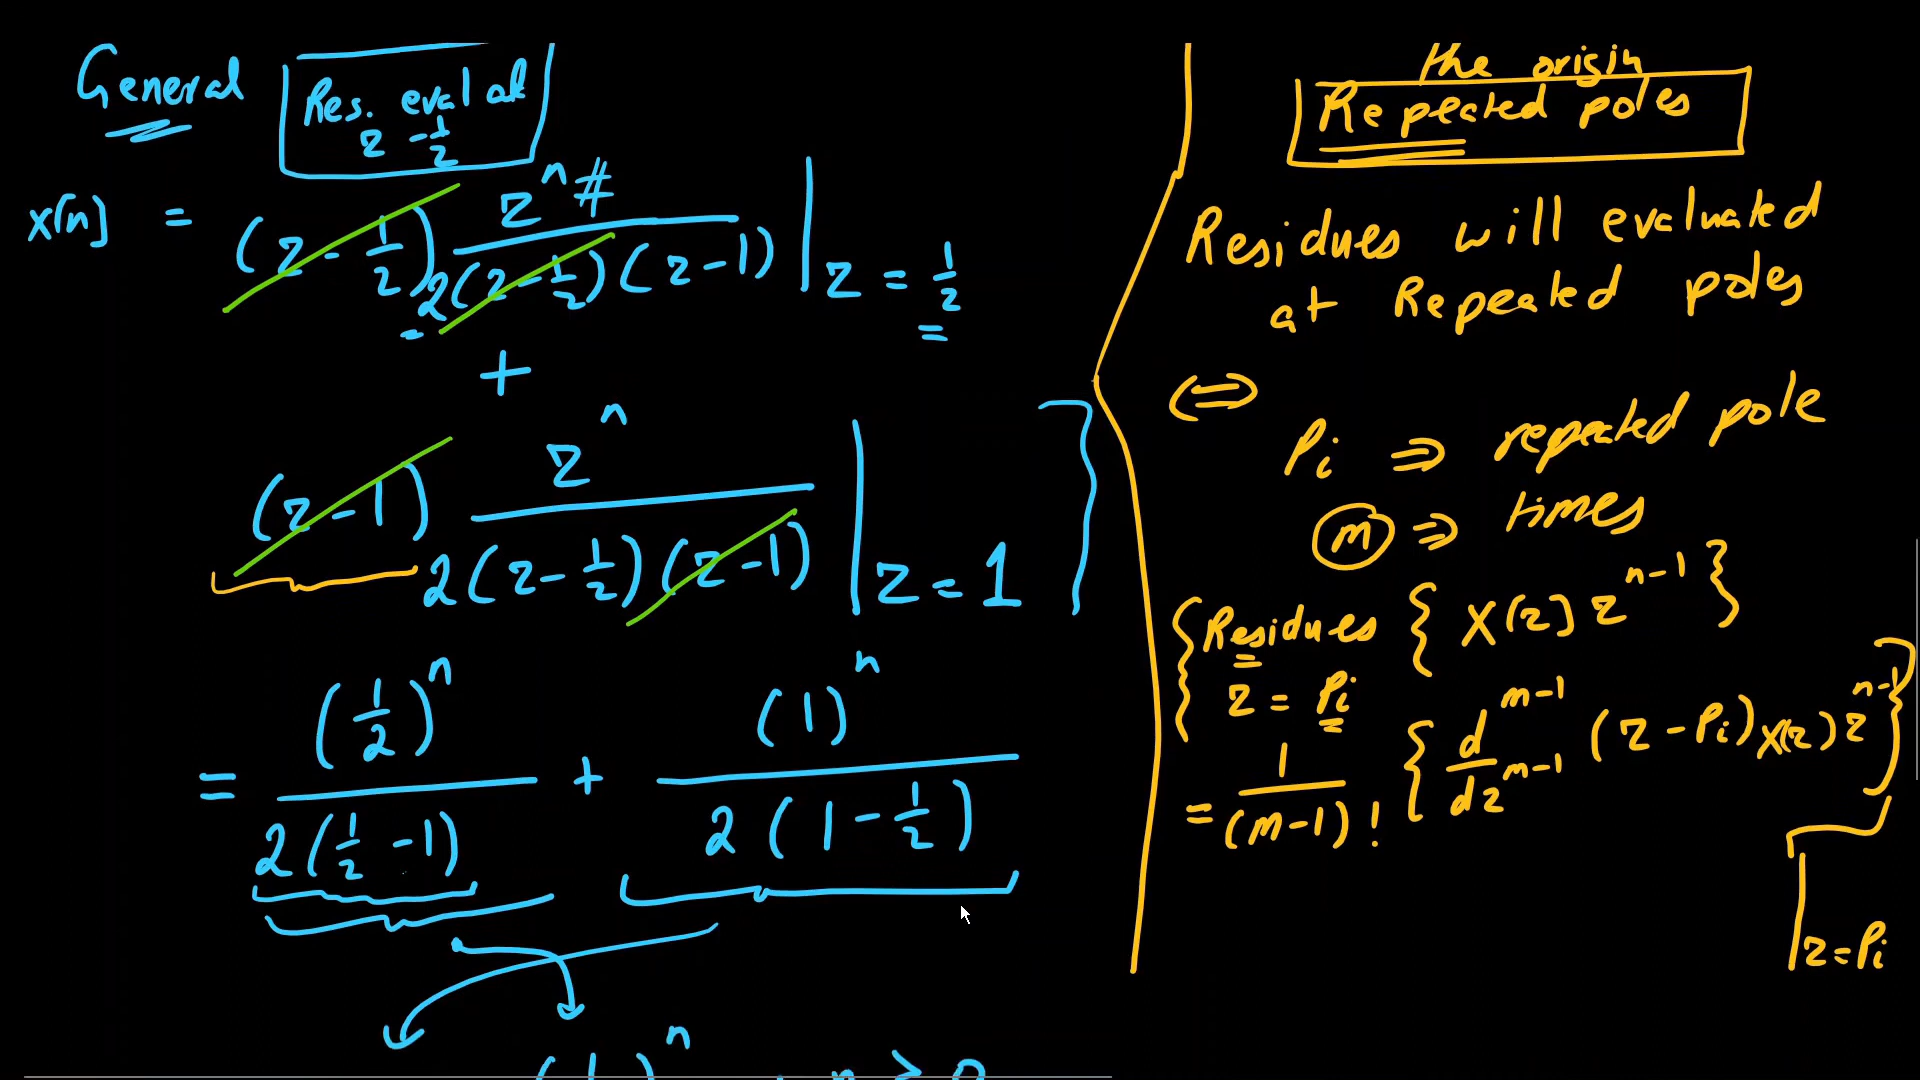 General
Res. eval at
z = 1/2
x[n] = (z - 1/2) z^n # / 2(z - 1/2)(z - 1) | z = 1/2
+
(z - 1) z^n / 2(z - 1/2)(z - 1) | z = 1
= (1/2)^n / 2(1/2 - 1) + (1)^n / 2(1 - 1/2)
n ≥ 0
the origin
Repeated poles
Residues will evaluated
at Repeated poles
⇔
Pi ⇒ repeated pole
m ⇒ times
{Residues { X(z) z^n-1 }
z = Pi
= 1/(m-1)! { d^m-1/dz^m-1 (z - Pi) X(z) z^n-1 }
z = Pi